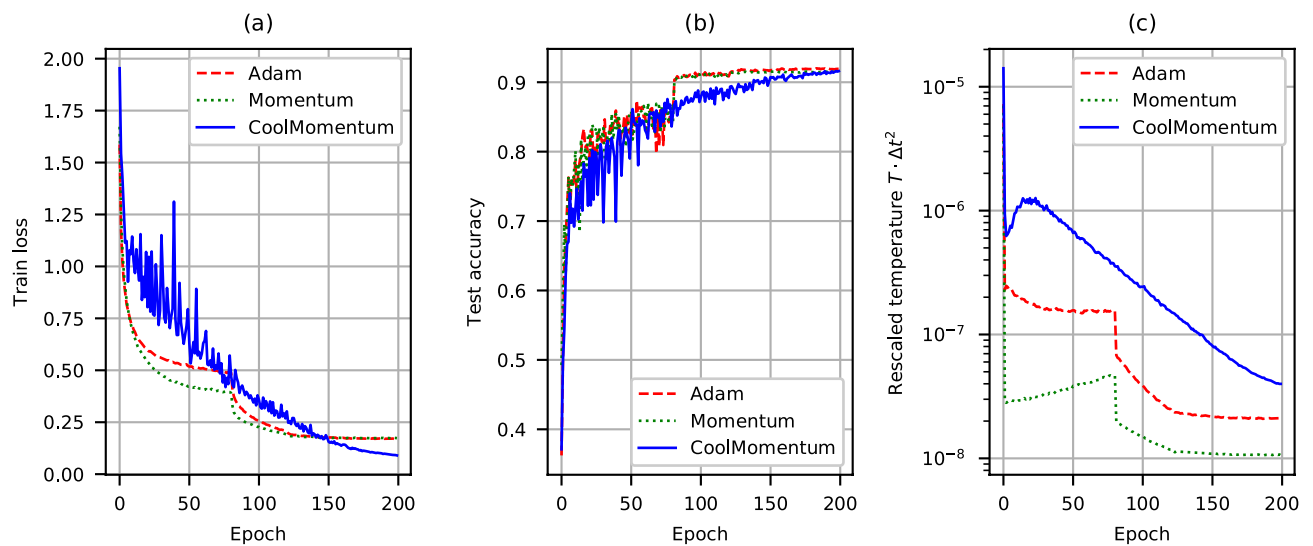 (a)
Train loss
2.00
1.75
1.50
1.25
1.00
0.75
0.50
0.25
0.00
Adam
Momentum
CoolMomentum
0
50
100
150
200
Epoch
(b)
Test accuracy
0.9
0.8
0.7
0.6
0.5
0.4
Adam
Momentum
CoolMomentum
0
50
100
150
200
Epoch
(c)
Rescaled temperature T · Δt²
10⁻⁵
10⁻⁶
10⁻⁷
10⁻⁸
Adam
Momentum
CoolMomentum
0
50
100
150
200
Epoch